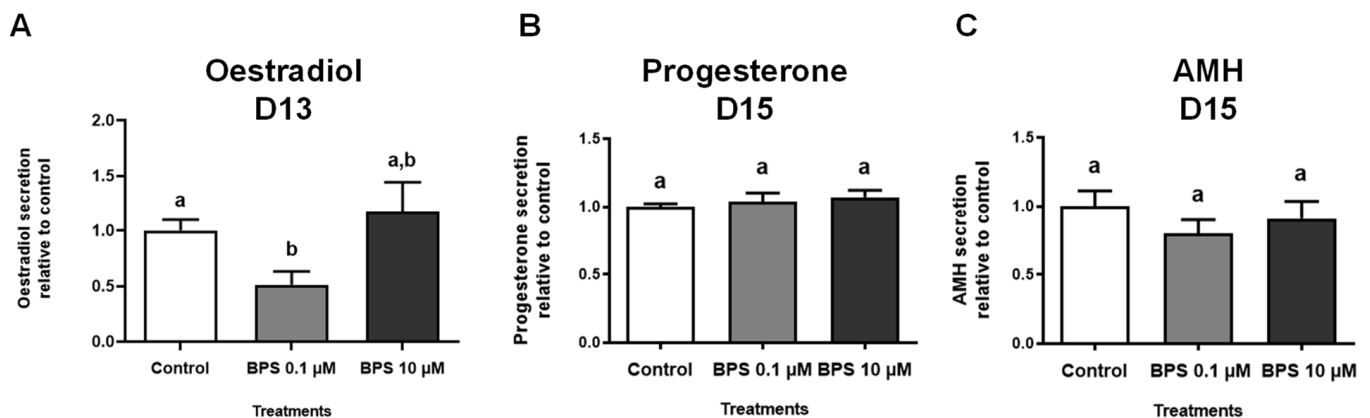 A
Oestradiol
D13
Oestradiol secretion
relative to control
2.0
1.5
1.0
0.5
0.0
a
b
a,b
Control
BPS 0.1 µM
BPS 10 µM
Treatments
B
Progesterone
D15
Progesterone secretion
relative to control
1.5
1.0
0.5
0.0
a
a
a
Control
BPS 0.1 µM
BPS 10 µM
Treatments
C
AMH
D15
AMH secretion
relative to control
1.5
1.0
0.5
0.0
a
a
a
Control
BPS 0.1 µM
BPS 10 µM
Treatments